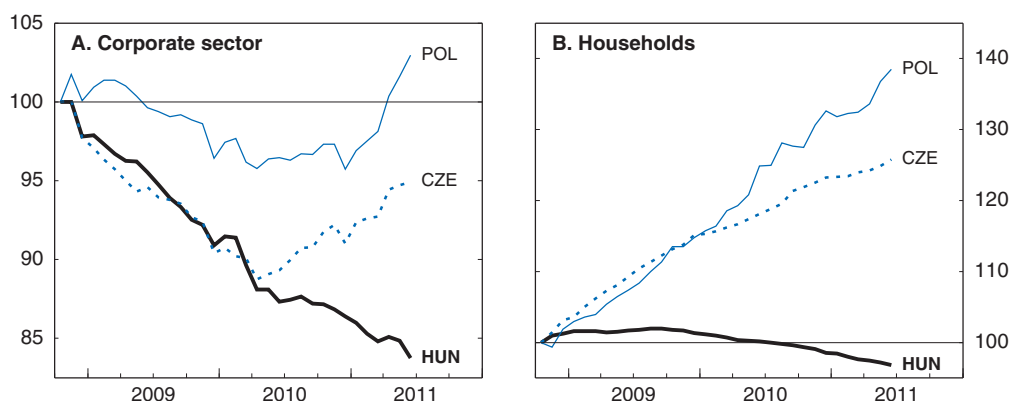 A. Corporate sector
105
100
95
90
85
POL
CZE
HUN
2009
2010
2011
B. Households
140
130
120
110
100
POL
CZE
HUN
2009
2010
2011